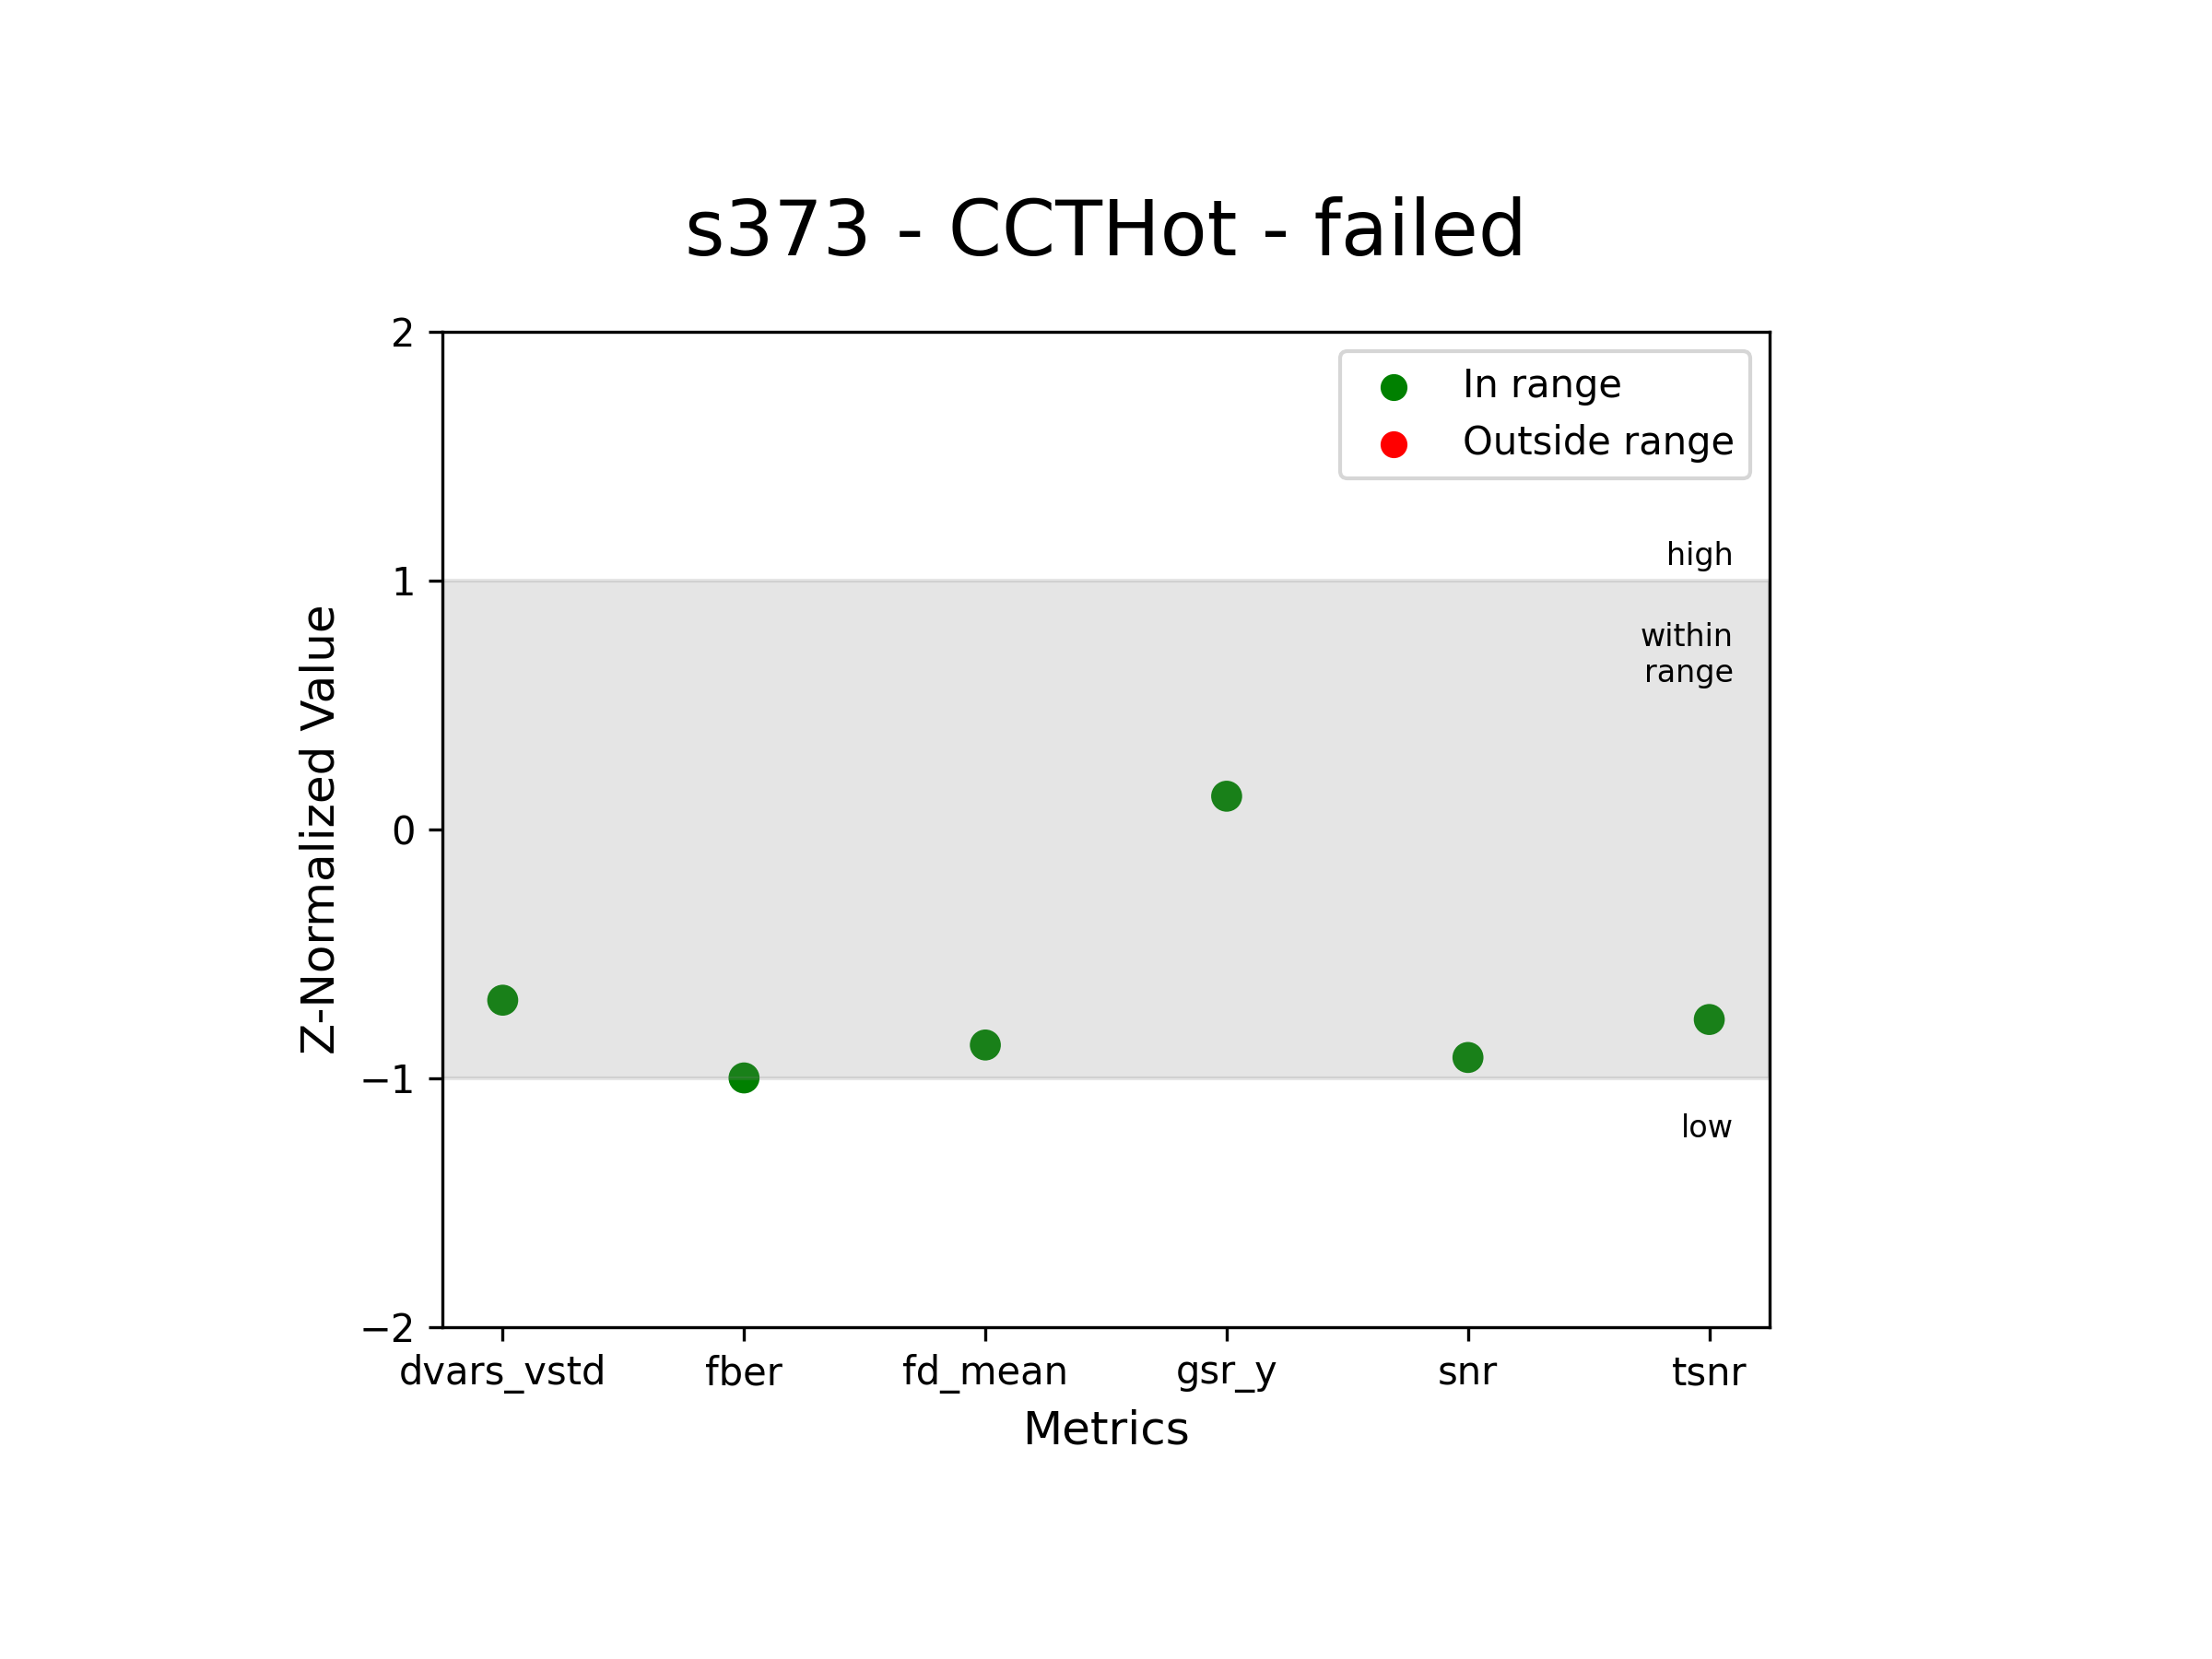 s373 - CCTHot - failed
2
In range
Outside range
high
1
within
range
Z-Normalized Value
0
−1
low
−2
dvars_vstd fber fd_mean gsr_y snr tsnr
Metrics